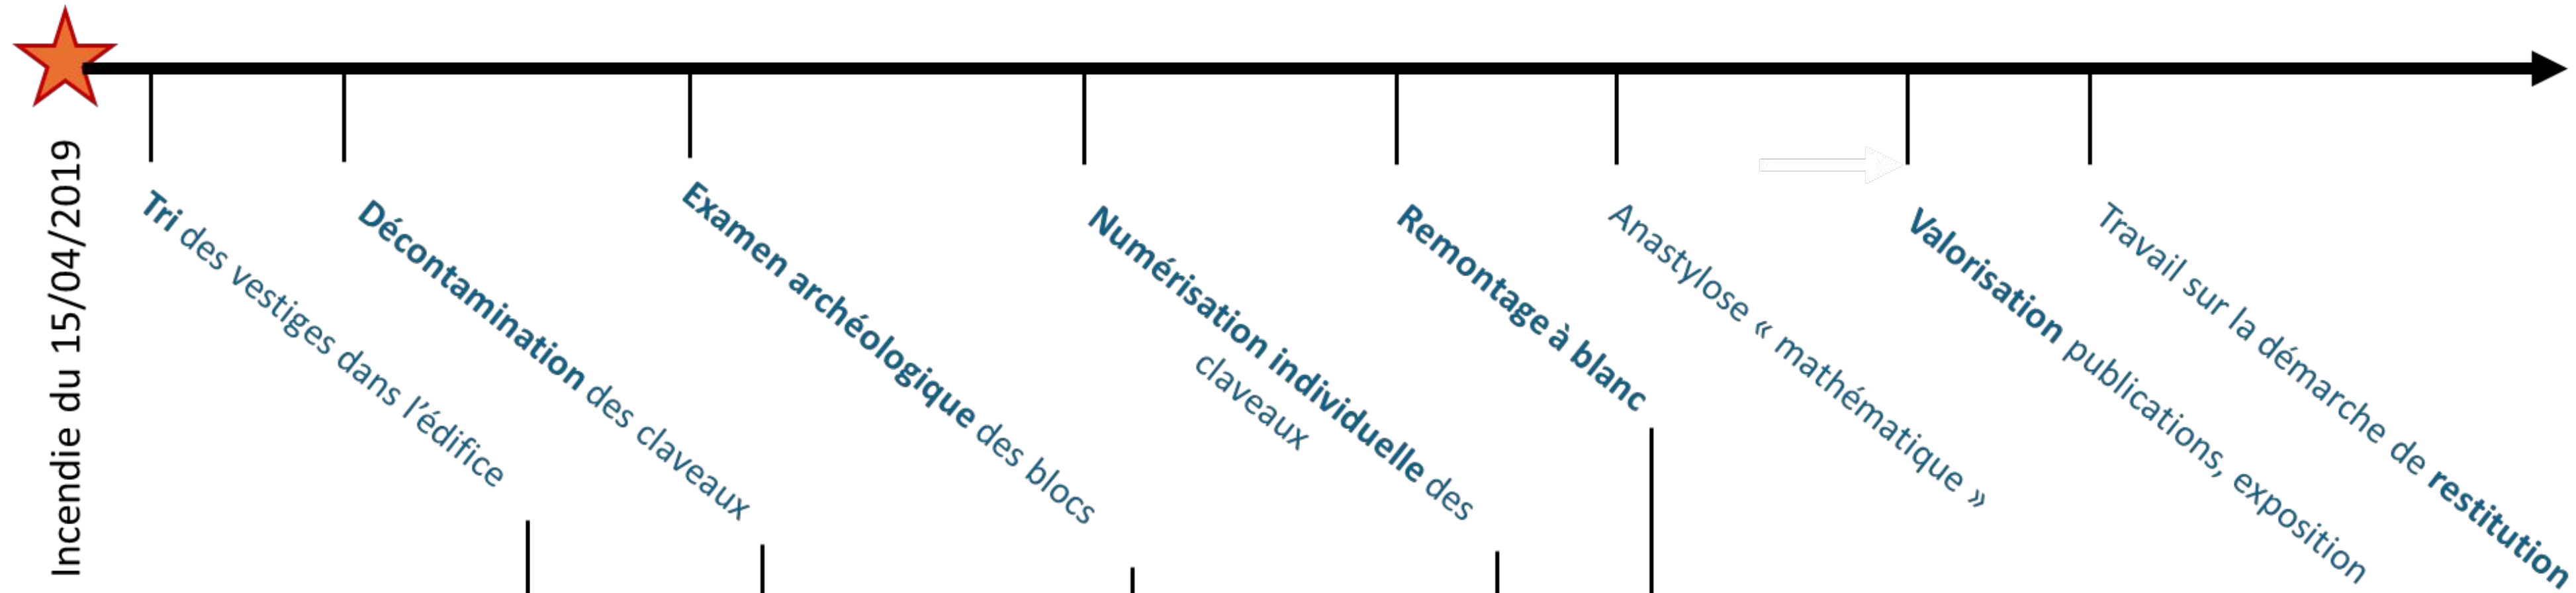 Incendie du 15/04/2019
Tri des vestiges dans l’édifice
Décontamination des claveaux
Examen archéologique des blocs
Numérisation individuelle des
claveaux
Remontage à blanc
Anastylose « mathématique »
Valorisation publications, exposition
Travail sur la démarche de restitution